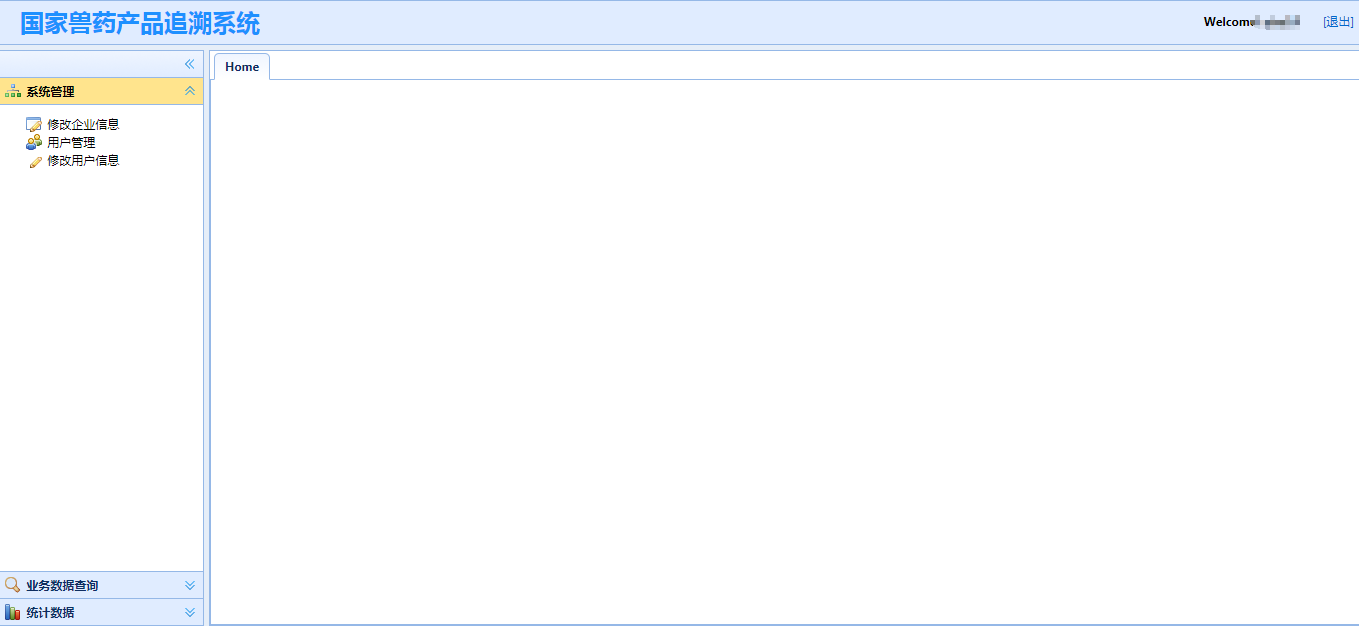 国家兽药产品追溯系统
Welcome
[退出]
Home
系统管理
修改企业信息
用户管理
修改用户信息
业务数据查询
统计数据